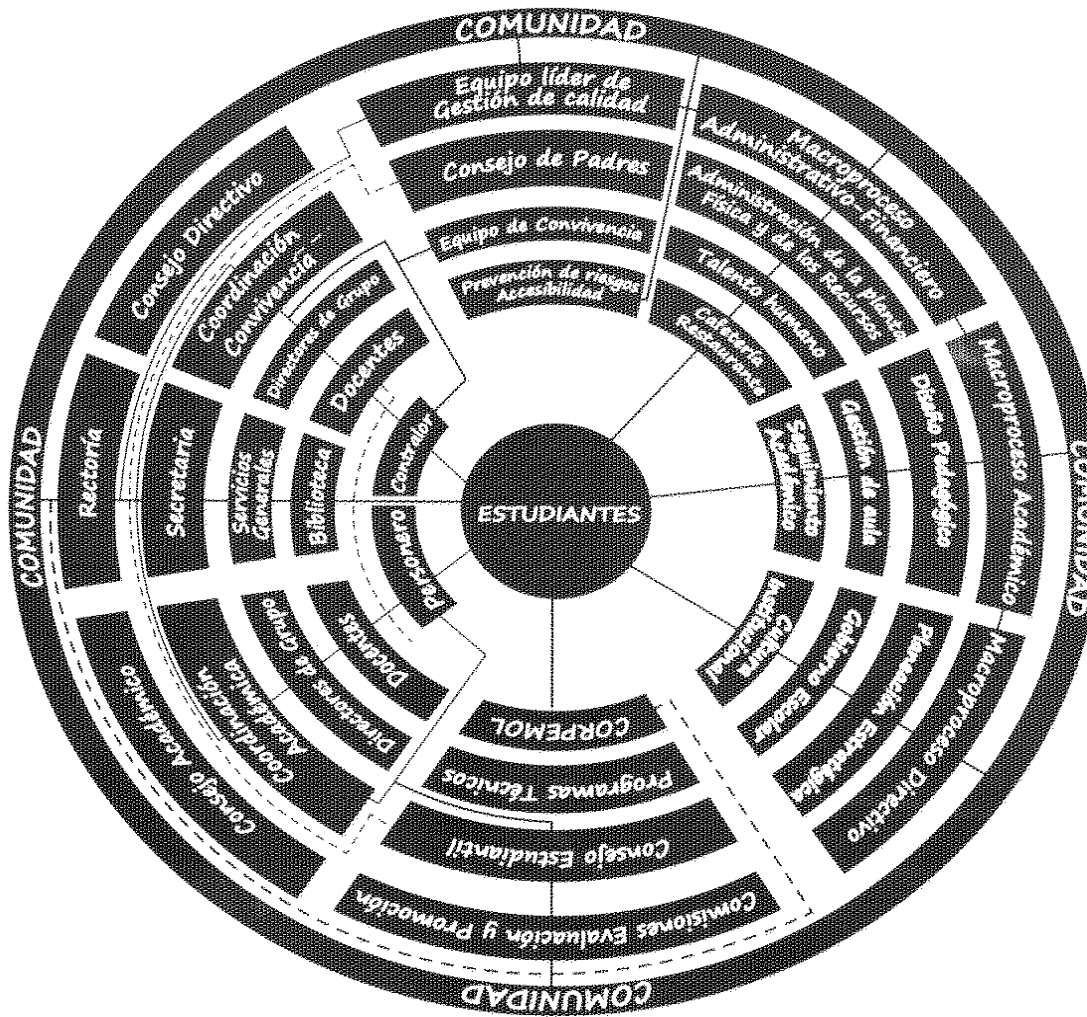 COMUNIDAD
Equipo líder de
Gestión de calidad
Consejo de Padres
Equipo de Convivencia
Prevención de riesgos
Accesibilidad
Macroproceso
Administrativo-Financiero
Administración de la planta
Física y de los Recursos
Talento humano
Cafetería
Restaurante
COMUNIDAD
Macroproceso Académico
Diseño Pedagógico
Gestión de aula
Seguimiento
Académico
Macroproceso Directivo
Planeación Estratégica
Gobierno Escolar
Cultura
Institucional
CORPEMOL
Programas Técnicos
Consejo Estudiantil
Comisiones Evaluación y Promoción
COMUNIDAD
Consejo Académico
Coordinación
Académica
Directores de Grupo
Docentes
Personero
COMUNIDAD
Rectoría
Secretaria
Servicios
Generales
Biblioteca
Consejo Directivo
Coordinación
Convivencia
Directores de Grupo
Docentes
Contralor
ESTUDIANTES